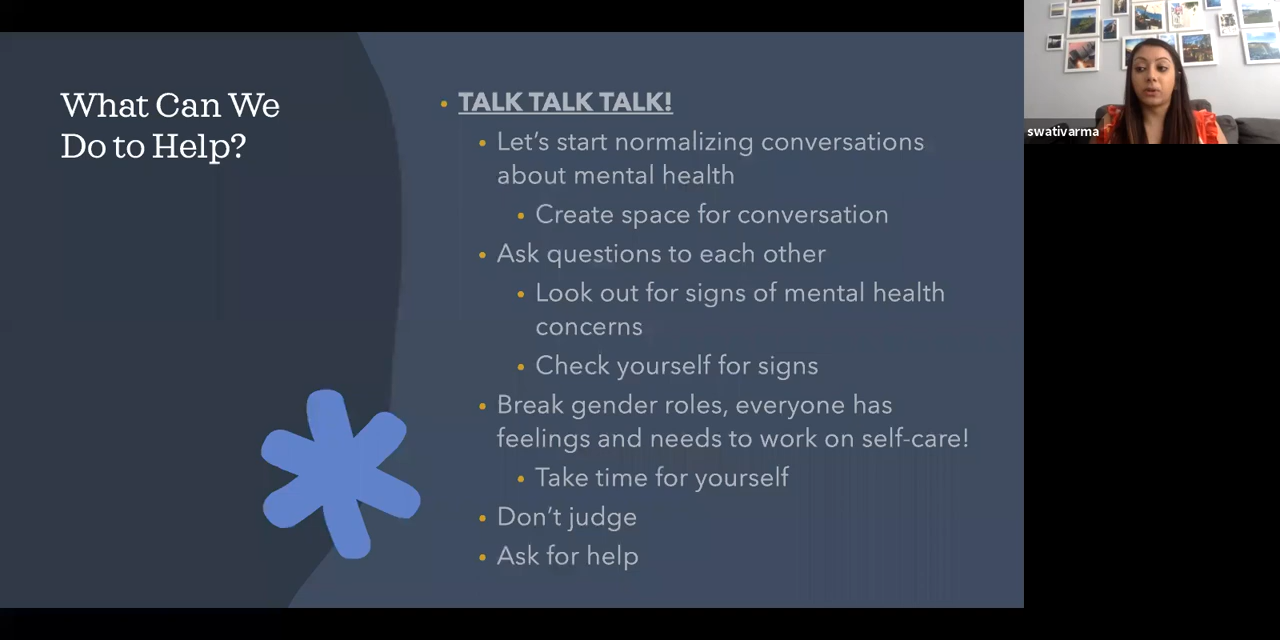 What Can We
Do to Help?
• TALK TALK TALK!
• Let's start normalizing conversations
about mental health
• Create space for conversation
• Ask questions to each other
• Look out for signs of mental health
concerns
• Check yourself for signs
• Break gender roles, everyone has
feelings and needs to work on self-care!
• Take time for yourself
• Don't judge
• Ask for help
swativarma